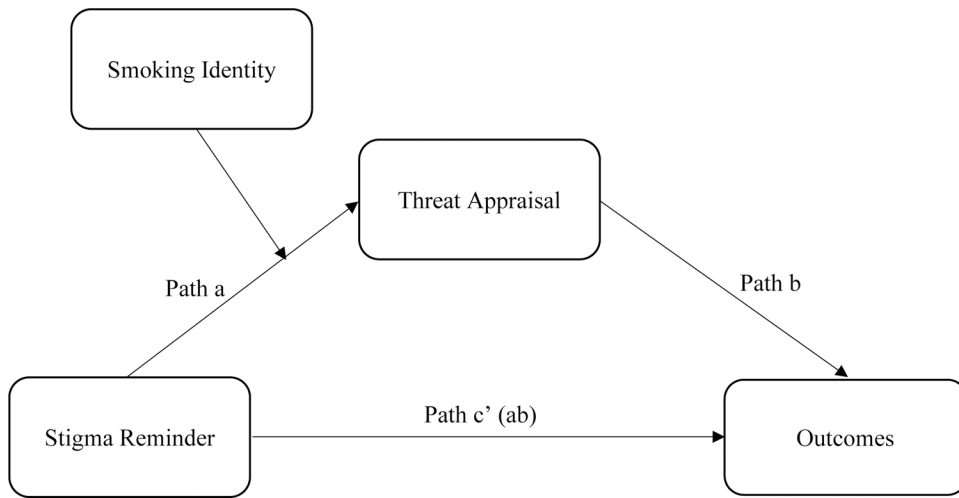 Smoking Identity
Threat Appraisal
Path a
Path b
Stigma Reminder
Path c’ (ab)
Outcomes